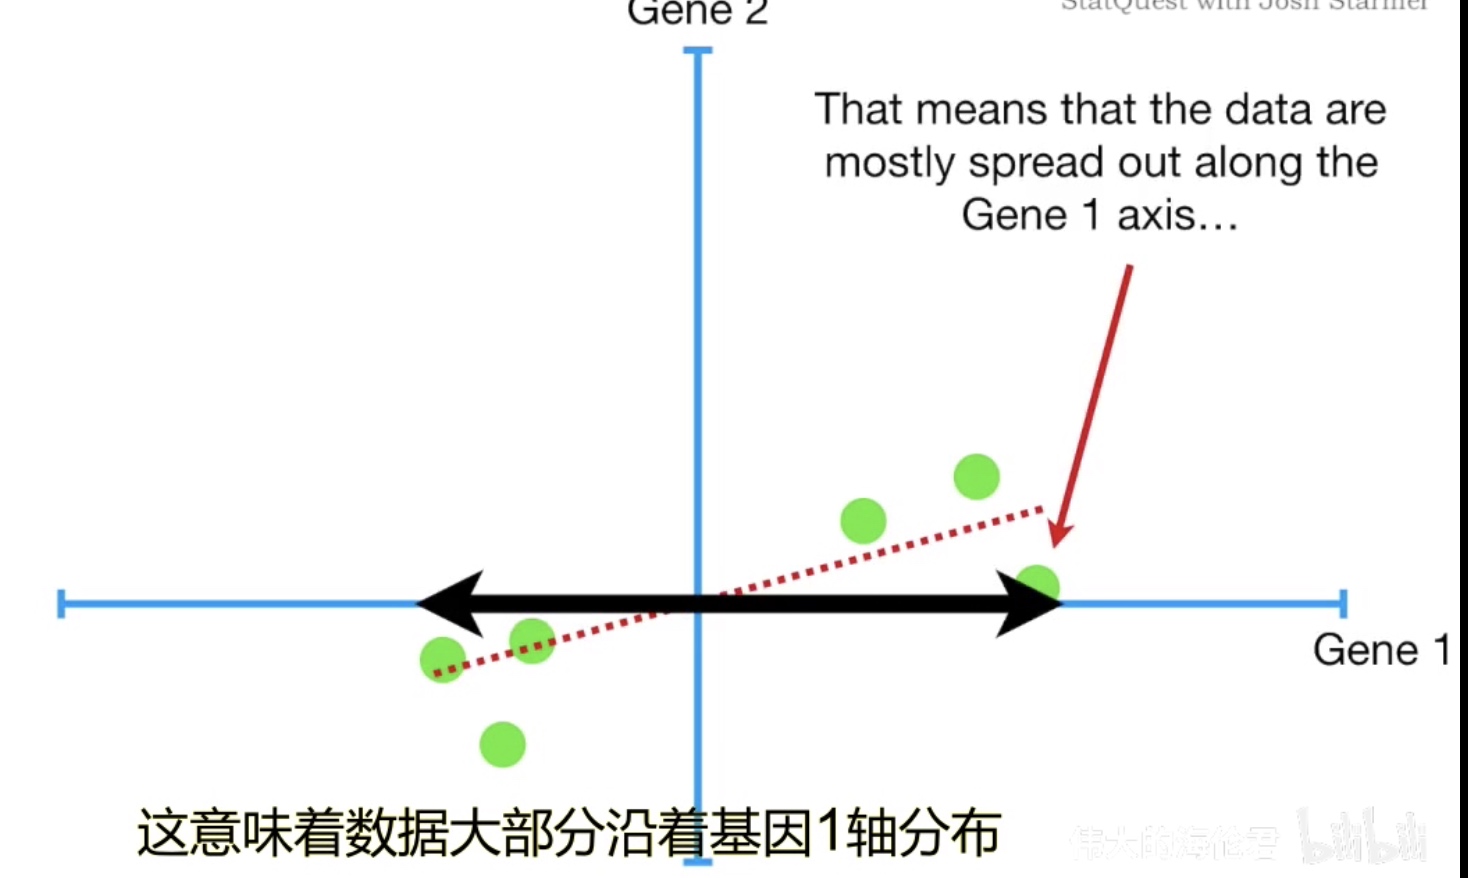 Gene 2
StatQuest with Josh Starmer
That means that the data are
mostly spread out along the
Gene 1 axis…
Gene 1
这意味着数据大部分沿着基因1轴分布
伟大的海伦君 bilibili